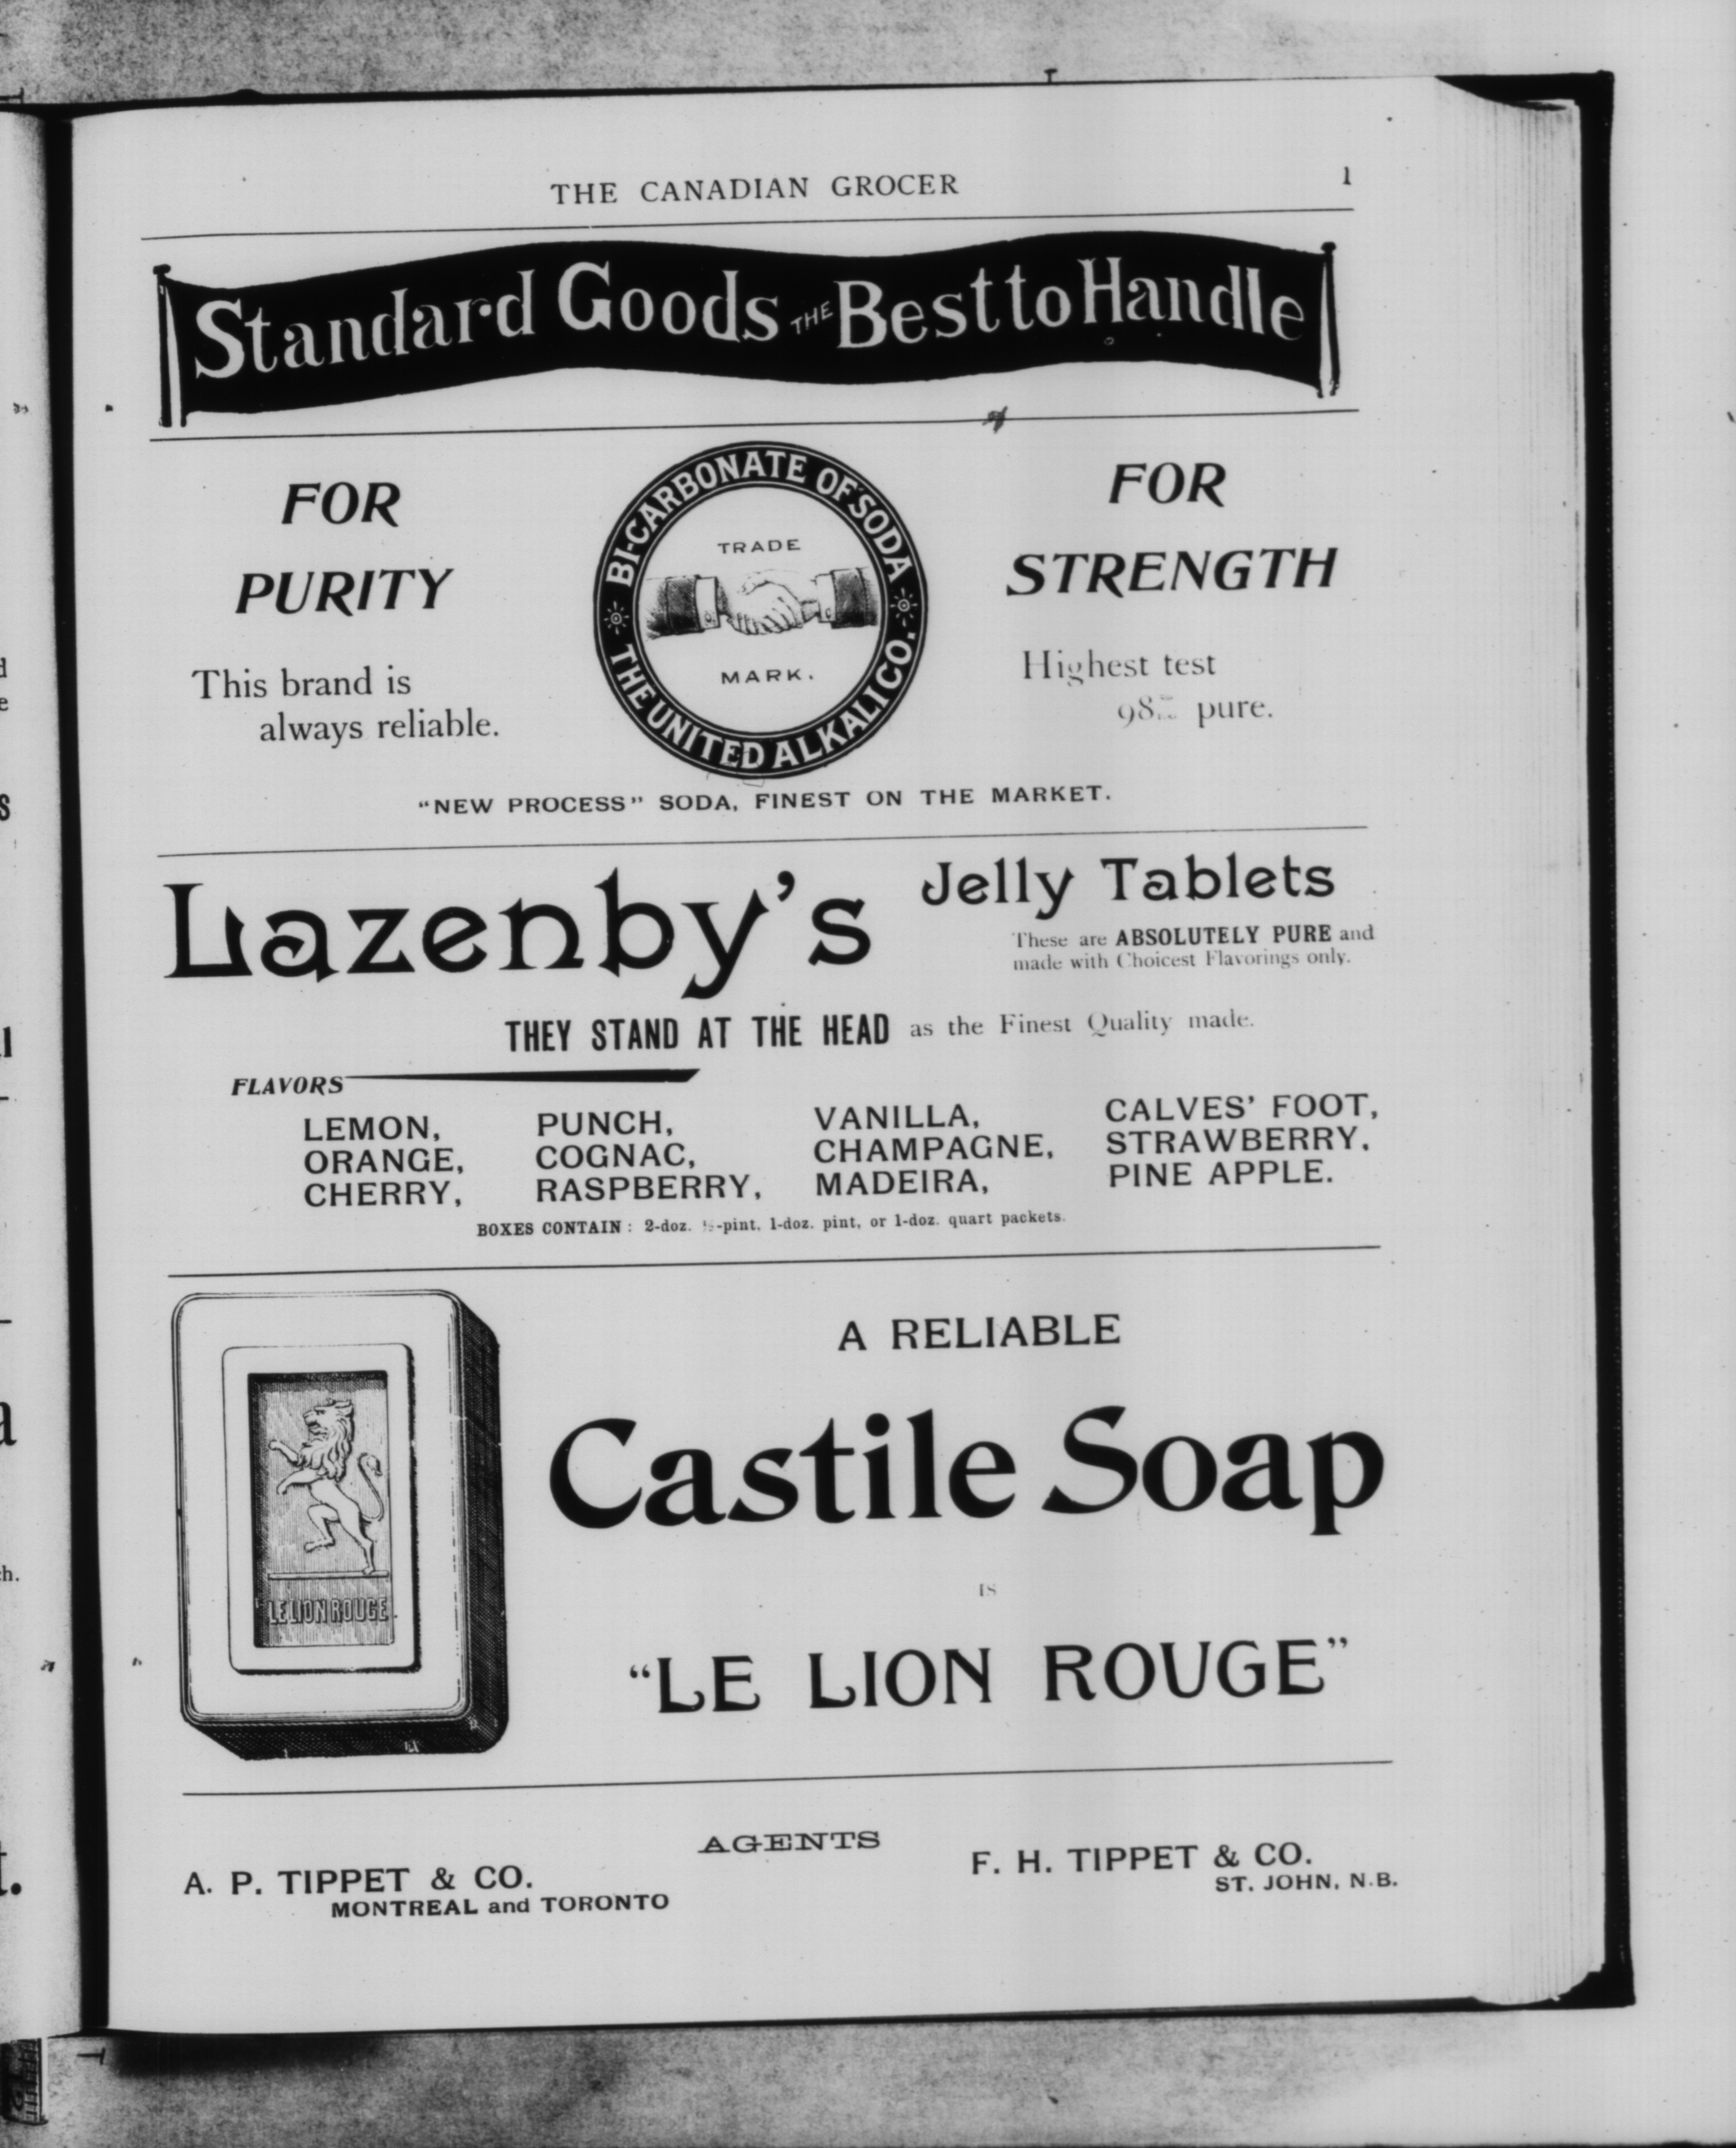 THE CANADIAN GROCER 1
Standard Goods THE Best to Handle
FOR
PURITY
This brand is
always reliable.
BI-CARBONATE OF SODA
TRADE
MARK.
THE UNITED ALKALI CO.
FOR
STRENGTH
Highest test
pure.
"NEW PROCESS" SODA, FINEST ON THE MARKET.
Lazenby's Jelly Tablets
These are ABSOLUTELY PURE and
made with Choicest Flavorings only.
THEY STAND AT THE HEAD as the Finest Quality made.
FLAVORS
LEMON, PUNCH, VANILLA, CALVES' FOOT,
ORANGE, COGNAC, CHAMPAGNE, STRAWBERRY,
CHERRY, RASPBERRY, MADEIRA, PINE APPLE.
BOXES CONTAIN: 2-doz. ½-pint, 1-doz. pint, or 1-doz. quart packets.
LE LION ROUGE
A RELIABLE
Castile Soap
IS
"LE LION ROUGE"
AGENTS
A. P. TIPPET & CO.
MONTREAL and TORONTO
F. H. TIPPET & CO.
ST. JOHN, N.B.